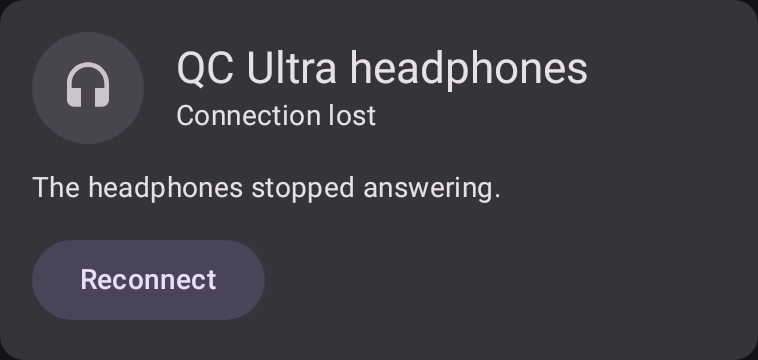 QC Ultra headphones
Connection lost
The headphones stopped answering.
Reconnect